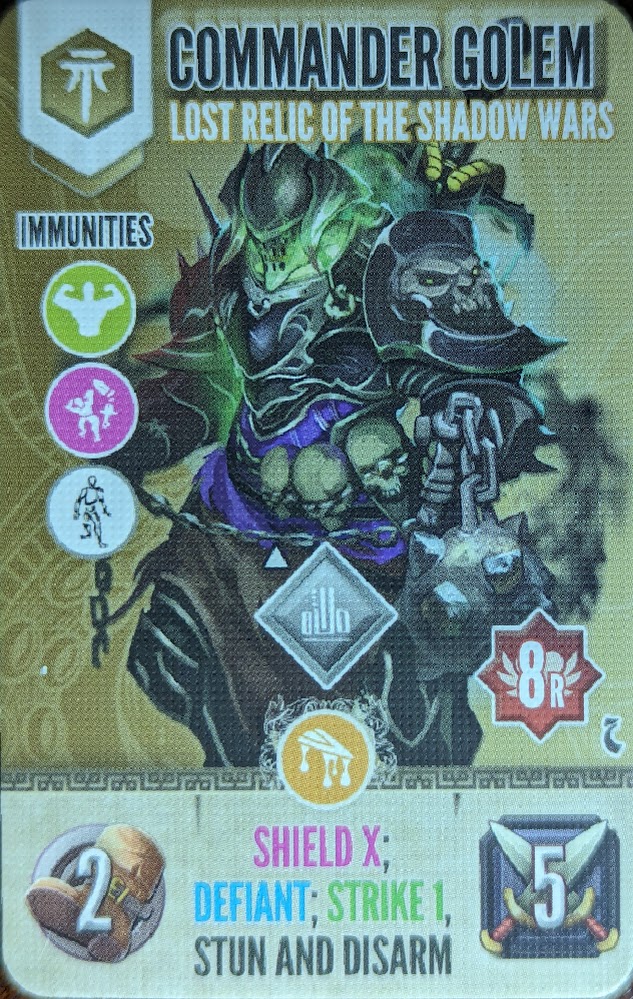 COMMANDER GOLEM
LOST RELIC OF THE SHADOW WARS
IMMUNITIES
8R
2
SHIELD X;
DEFIANT; STRIKE 1,
STUN AND DISARM
5